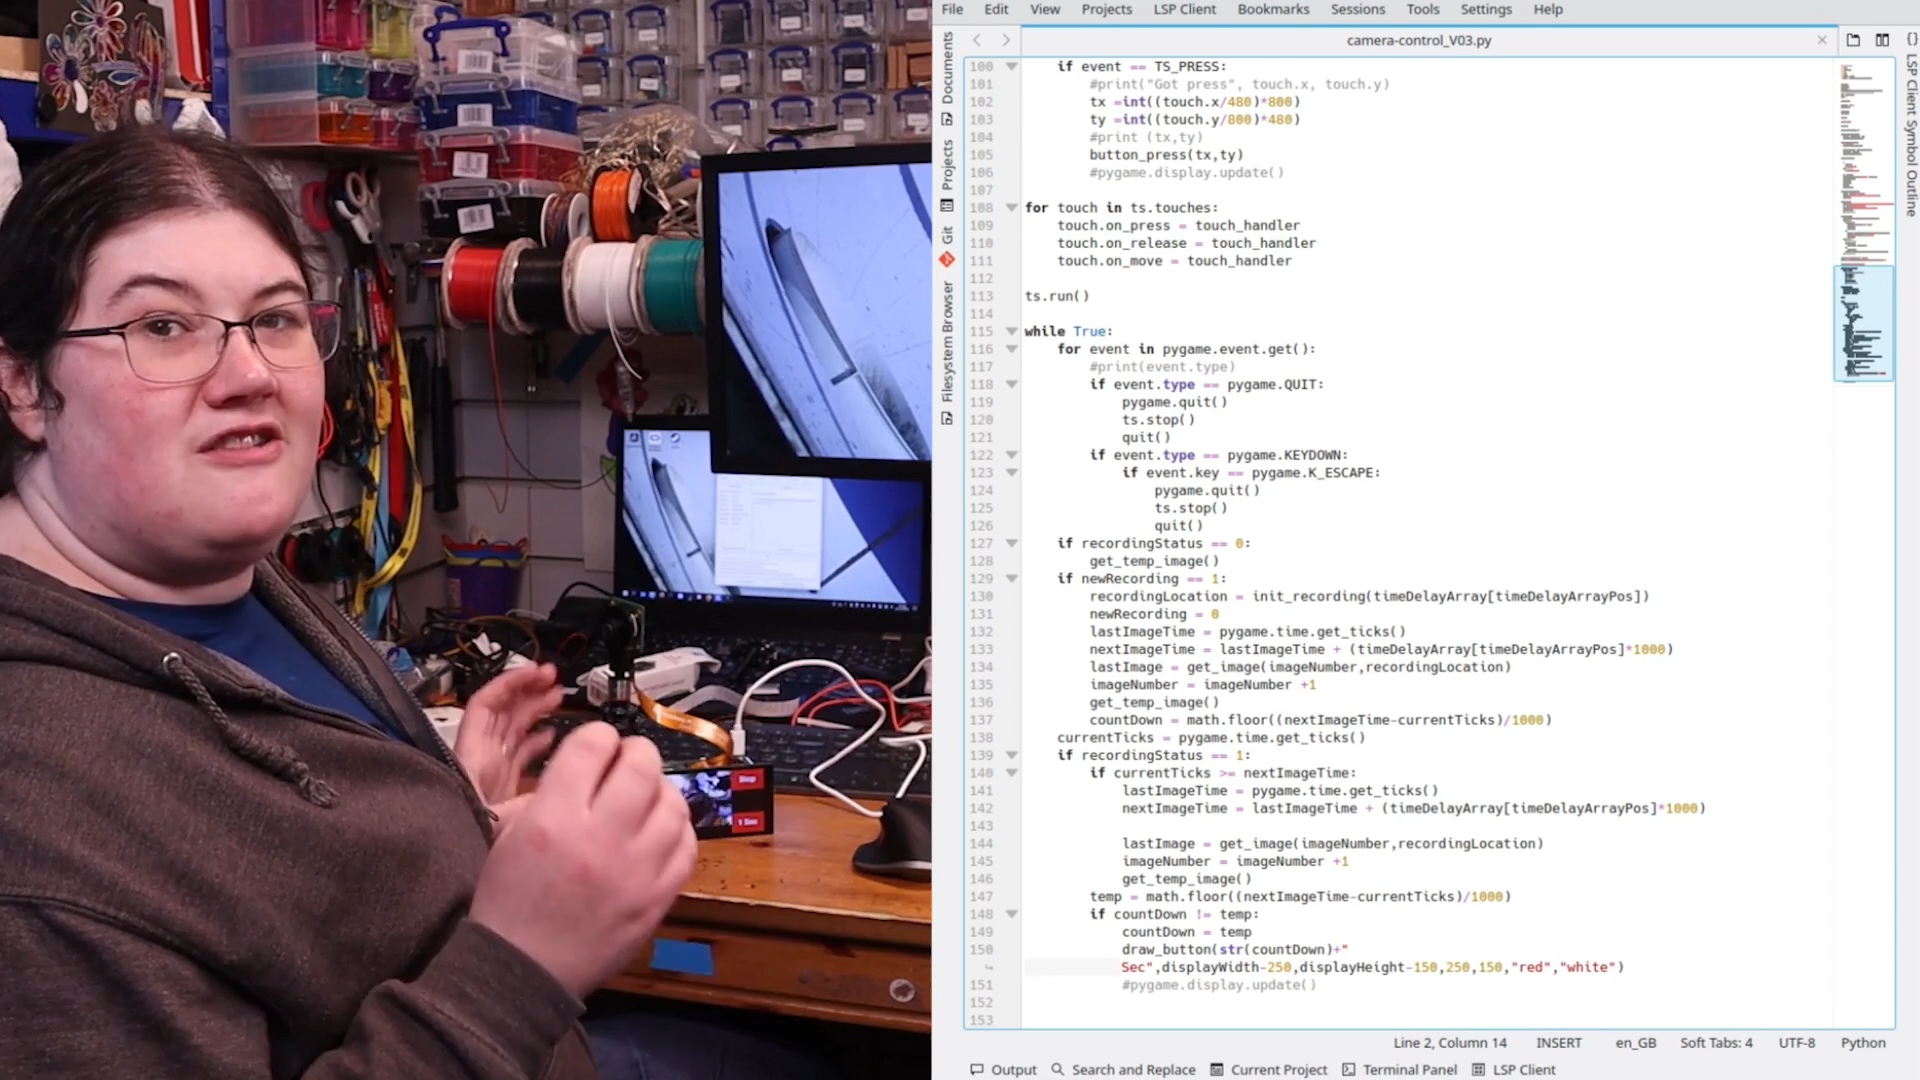 File Edit View Projects LSP Client Bookmarks Sessions Tools Settings Help
camera-control_V03.py
Documents
Projects
Git
Filesystem Browser
{} LSP Client Symbol Outline
100 if event == TS_PRESS:
101 #print("Got press", touch.x, touch.y)
102 tx =int((touch.x/480)*800)
103 ty =int((touch.y/800)*480)
104 #print (tx,ty)
105 button_press(tx,ty)
106 #pygame.display.update()
107
108 for touch in ts.touches:
109 touch.on_press = touch_handler
110 touch.on_release = touch_handler
111 touch.on_move = touch_handler
112
113 ts.run()
114
115 while True:
116 for event in pygame.event.get():
117 #print(event.type)
118 if event.type == pygame.QUIT:
119 pygame.quit()
120 ts.stop()
121 quit()
122 if event.type == pygame.KEYDOWN:
123 if event.key == pygame.K_ESCAPE:
124 pygame.quit()
125 ts.stop()
126 quit()
127 if recordingStatus == 0:
128 get_temp_image()
129 if newRecording == 1:
130 recordingLocation = init_recording(timeDelayArray[timeDelayArrayPos])
131 newRecording = 0
132 lastImageTime = pygame.time.get_ticks()
133 nextImageTime = lastImageTime + (timeDelayArray[timeDelayArrayPos]*1000)
134 lastImage = get_image(imageNumber,recordingLocation)
135 imageNumber = imageNumber +1
136 get_temp_image()
137 countDown = math.floor((nextImageTime-currentTicks)/1000)
138 currentTicks = pygame.time.get_ticks()
139 if recordingStatus == 1:
140 if currentTicks >= nextImageTime:
141 lastImageTime = pygame.time.get_ticks()
142 nextImageTime = lastImageTime + (timeDelayArray[timeDelayArrayPos]*1000)
143
144 lastImage = get_image(imageNumber,recordingLocation)
145 imageNumber = imageNumber +1
146 get_temp_image()
147 temp = math.floor((nextImageTime-currentTicks)/1000)
148 if countDown != temp:
149 countDown = temp
150 draw_button(str(countDown)+"
Sec",displayWidth-250,displayHeight-150,250,150,"red","white")
151 #pygame.display.update()
152
153
Line 2, Column 14 INSERT en_GB Soft Tabs: 4 UTF-8 Python
Output Search and Replace Current Project Terminal Panel LSP Client
Stop
1 Sec